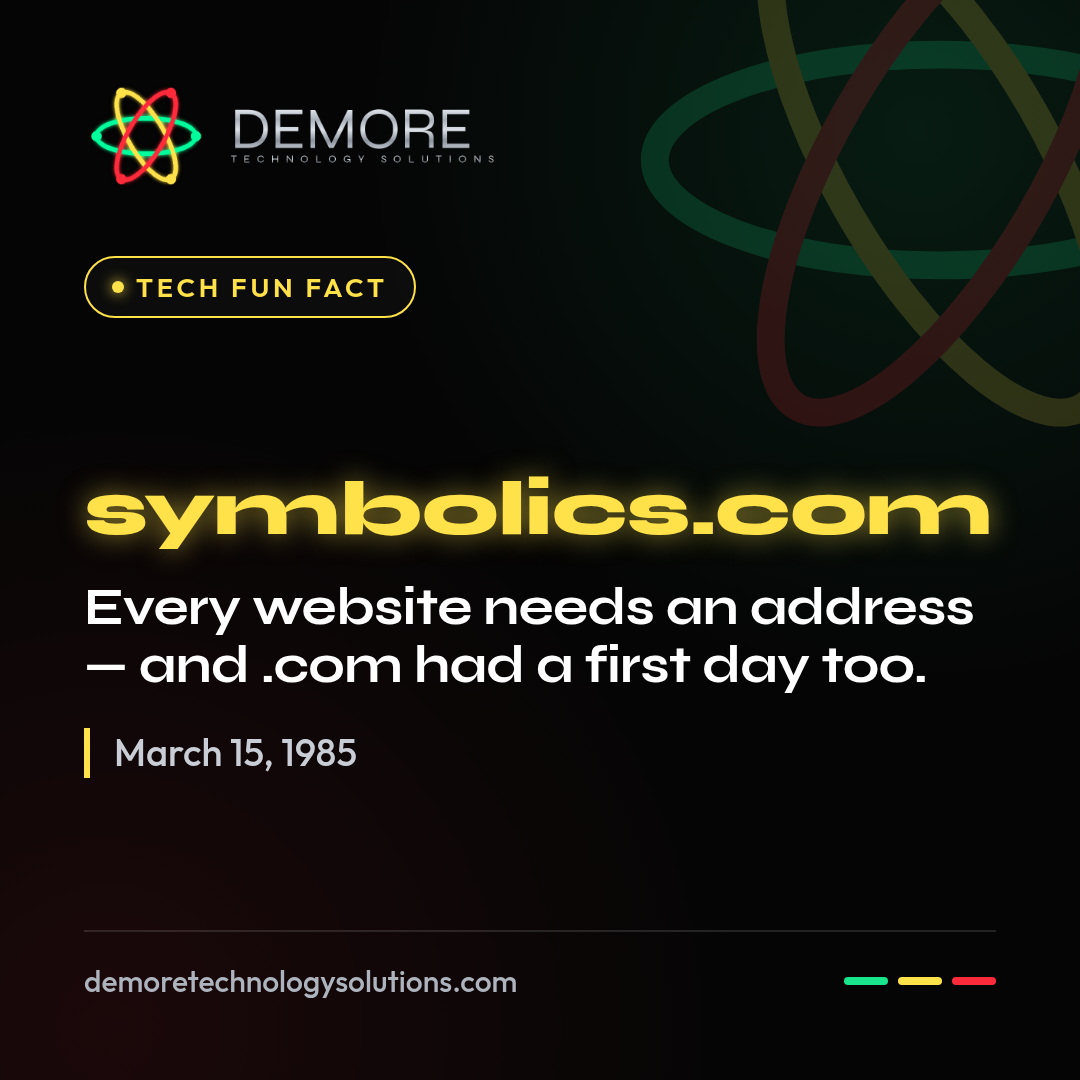 DEMORE
TECHNOLOGY SOLUTIONS
TECH FUN FACT
symbolics.com
Every website needs an address
— and .com had a first day too.
March 15, 1985
demoretechnologysolutions.com